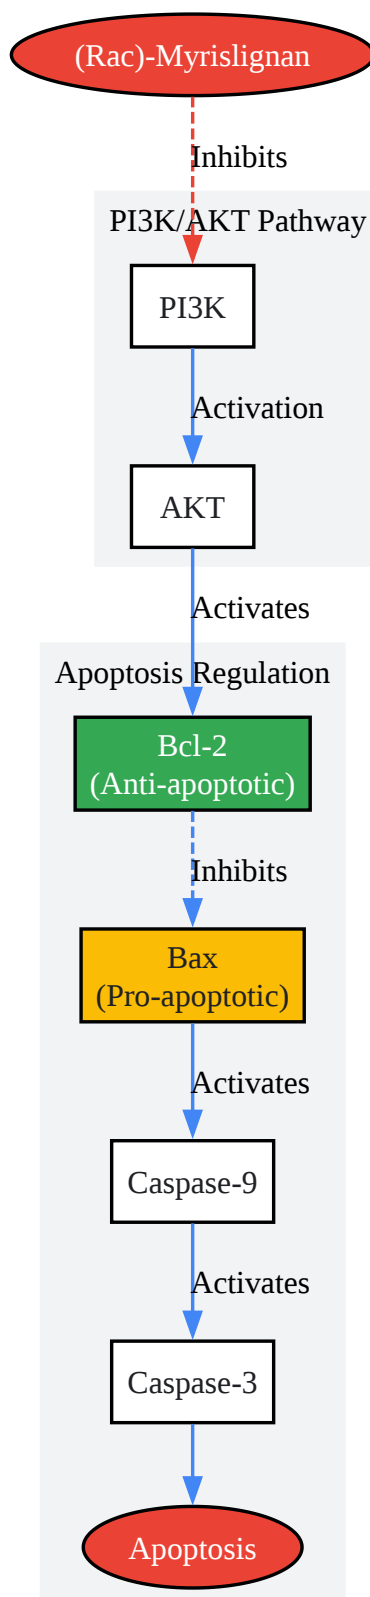 (Rac)-Myrislignan
Inhibits
PI3K/AKT Pathway
PI3K
Activation
AKT
Activates
Apoptosis Regulation
Bcl-2
(Anti-apoptotic)
Inhibits
Bax
(Pro-apoptotic)
Activates
Caspase-9
Activates
Caspase-3
Apoptosis